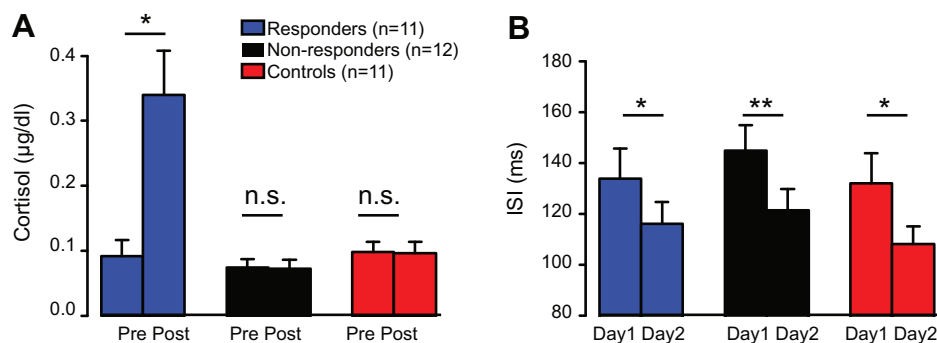 A
Cortisol (µg/dl)
0.4
0.3
0.2
0.1
0.0
*
n.s.
n.s.
Responders (n=11)
Non-responders (n=12)
Controls (n=11)
Pre Post
Pre Post
Pre Post
B
ISI (ms)
160
140
120
100
80
*
**
*
Day1 Day2
Day1 Day2
Day1 Day2